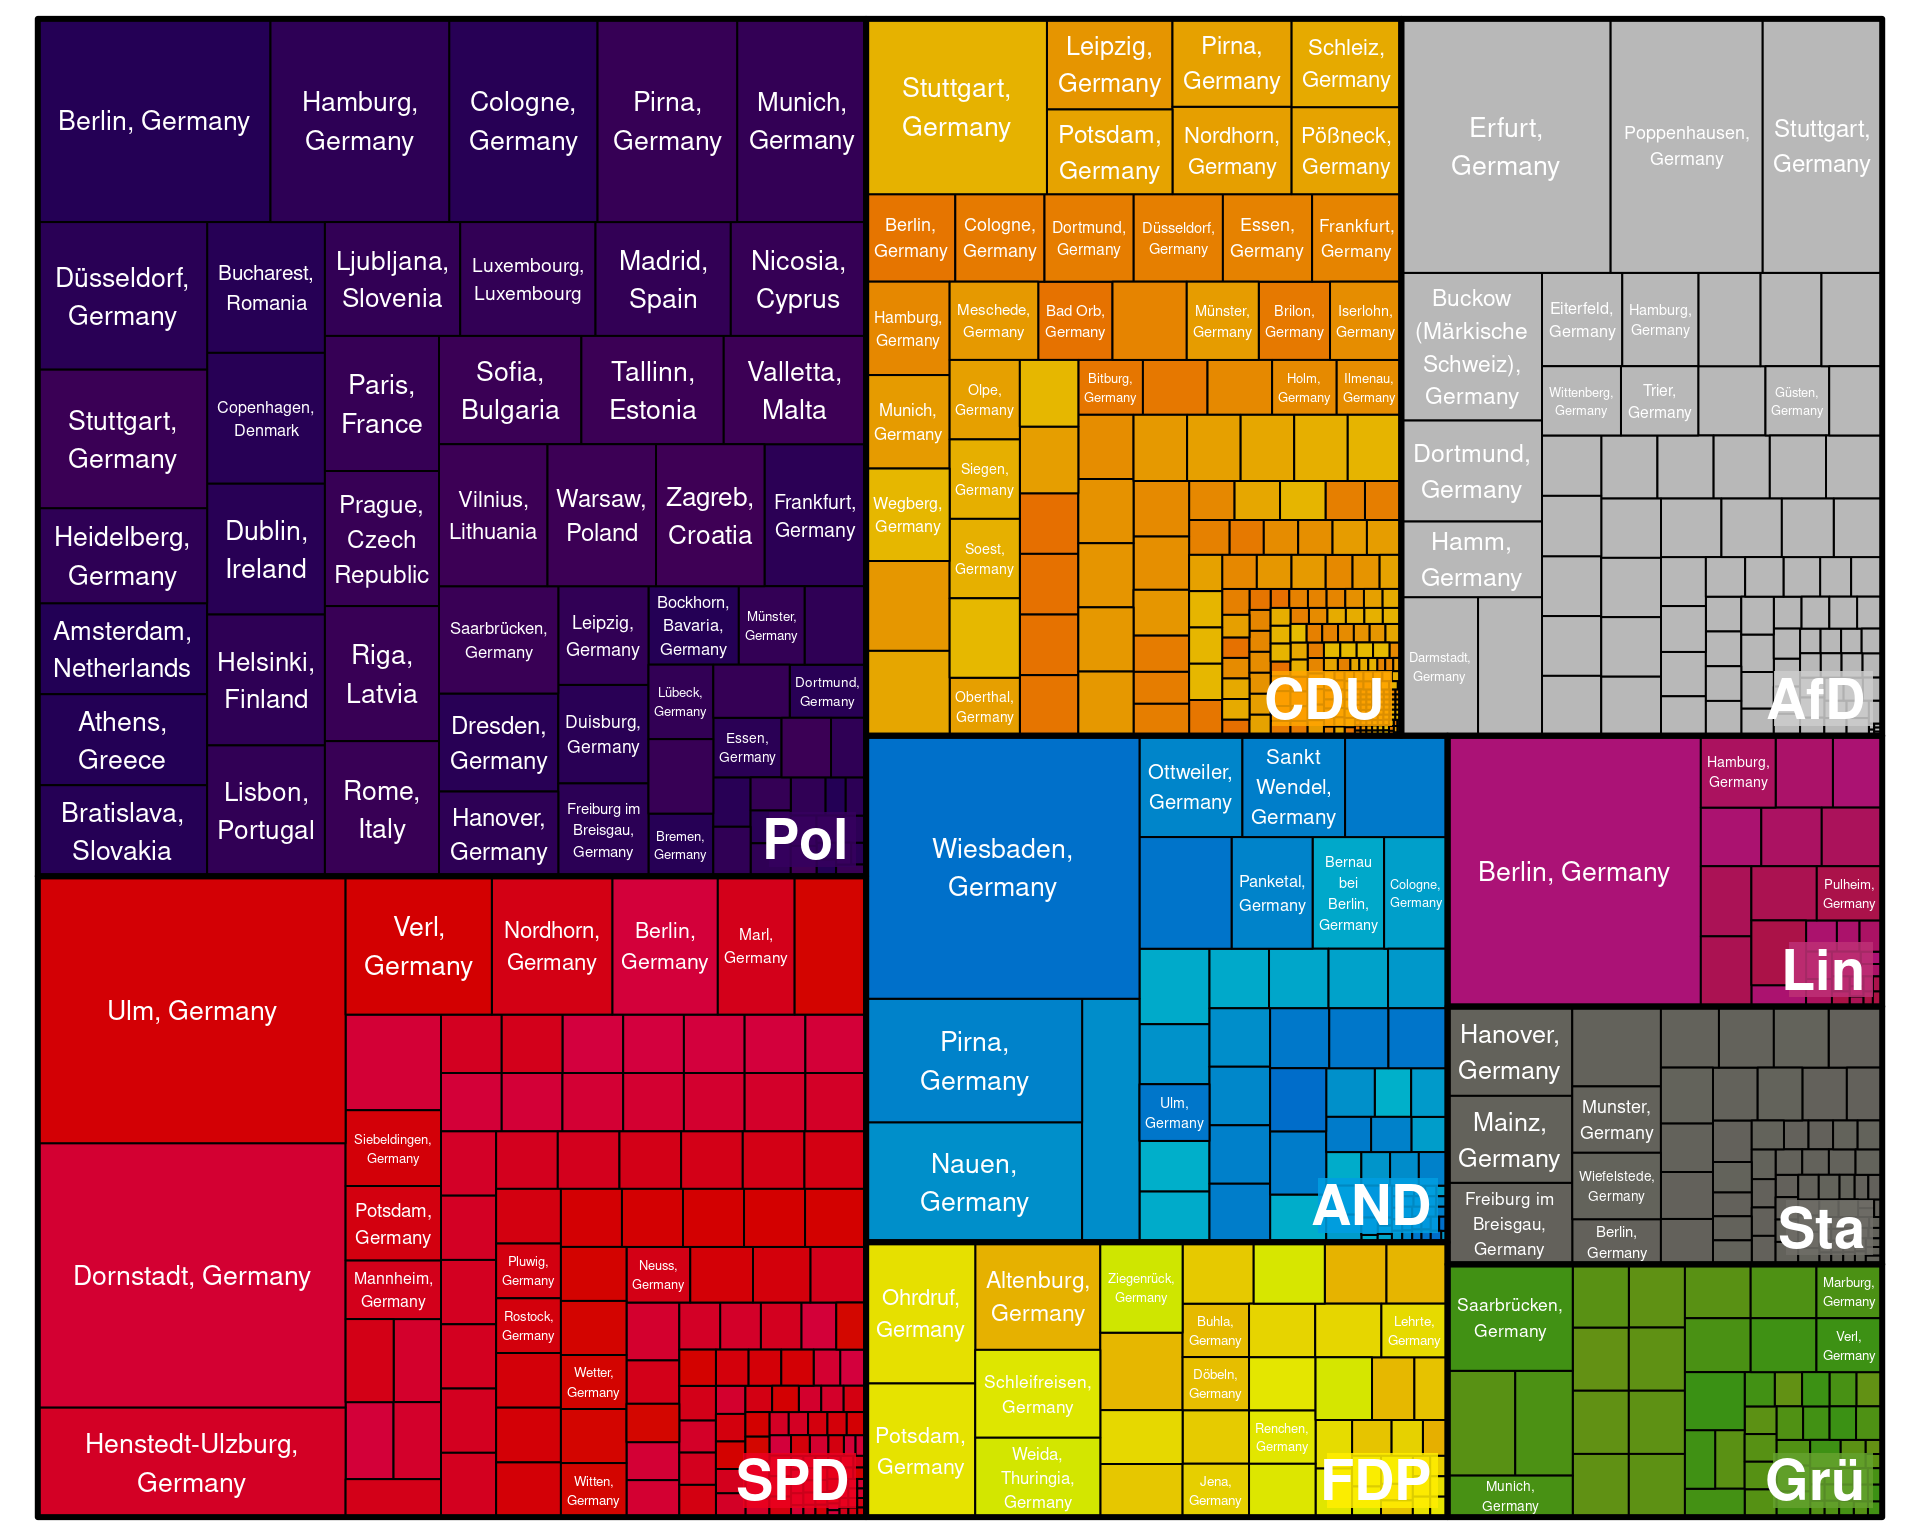 Berlin, Germany
Hamburg,
Germany
Cologne,
Germany
Pirna,
Germany
Munich,
Germany
Düsseldorf,
Germany
Stuttgart,
Germany
Heidelberg,
Germany
Amsterdam,
Netherlands
Athens,
Greece
Bratislava,
Slovakia
Bucharest,
Romania
Copenhagen,
Denmark
Dublin,
Ireland
Helsinki,
Finland
Lisbon,
Portugal
Ljubljana,
Slovenia
Luxembourg,
Luxembourg
Madrid,
Spain
Nicosia,
Cyprus
Paris,
France
Prague,
Czech
Republic
Riga,
Latvia
Rome,
Italy
Sofia,
Bulgaria
Tallinn,
Estonia
Valletta,
Malta
Vilnius,
Lithuania
Warsaw,
Poland
Zagreb,
Croatia
Frankfurt,
Germany
Saarbrücken,
Germany
Dresden,
Germany
Hanover,
Germany
Leipzig,
Germany
Duisburg,
Germany
Freiburg im
Breisgau,
Germany
Bockhorn,
Bavaria,
Germany
Münster,
Germany
Lübeck,
Germany
Dortmund,
Germany
Essen,
Germany
Bremen,
Germany
Pol
Stuttgart,
Germany
Leipzig,
Germany
Pirna,
Germany
Schleiz,
Germany
Potsdam,
Germany
Nordhorn,
Germany
Pößneck,
Germany
Berlin,
Germany
Cologne,
Germany
Dortmund,
Germany
Düsseldorf,
Germany
Essen,
Germany
Frankfurt,
Germany
Hamburg,
Germany
Munich,
Germany
Wegberg,
Germany
Meschede,
Germany
Bad Orb,
Germany
Münster,
Germany
Brilon,
Germany
Iserlohn,
Germany
Olpe,
Germany
Siegen,
Germany
Soest,
Germany
Oberthal,
Germany
Bitburg,
Germany
Holm,
Germany
Ilmenau,
Germany
CDU
Erfurt,
Germany
Poppenhausen,
Germany
Stuttgart,
Germany
Buckow
(Märkische
Schweiz),
Germany
Dortmund,
Germany
Hamm,
Germany
Darmstadt,
Germany
Eiterfeld,
Germany
Hamburg,
Germany
Wittenberg,
Germany
Trier,
Germany
Güsten,
Germany
AfD
Ulm, Germany
Dornstadt, Germany
Henstedt-Ulzburg,
Germany
Verl,
Germany
Nordhorn,
Germany
Berlin,
Germany
Marl,
Germany
Siebeldingen,
Germany
Potsdam,
Germany
Mannheim,
Germany
Pluwig,
Germany
Rostock,
Germany
Neuss,
Germany
Wetter,
Germany
Witten,
Germany
SPD
Wiesbaden,
Germany
Pirna,
Germany
Nauen,
Germany
Ottweiler,
Germany
Sankt
Wendel,
Germany
Panketal,
Germany
Bernau
bei
Berlin,
Germany
Cologne,
Germany
Ulm,
Germany
AND
Berlin, Germany
Hamburg,
Germany
Pulheim,
Germany
Lin
Hanover,
Germany
Mainz,
Germany
Freiburg im
Breisgau,
Germany
Munster,
Germany
Wiefelstede,
Germany
Berlin,
Germany
Sta
Ohrdruf,
Germany
Potsdam,
Germany
Altenburg,
Germany
Schleifreisen,
Germany
Weida,
Thuringia,
Germany
Ziegenrück,
Germany
Buhla,
Germany
Döbeln,
Germany
Jena,
Germany
Lehrte,
Germany
Renchen,
Germany
FDP
Saarbrücken,
Germany
Munich,
Germany
Marburg,
Germany
Verl,
Germany
Grü